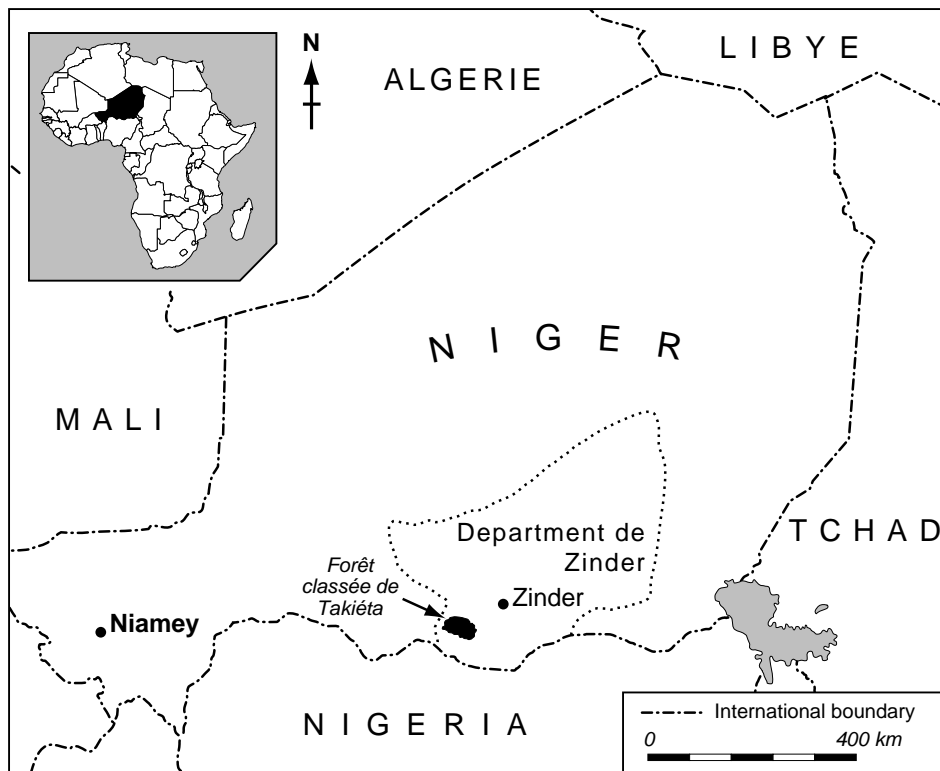 N
LIBYE
ALGERIE
NIGER
MALI
Department de
Zinder
TCHAD
Forêt
classée de
Takiéta
Zinder
Niamey
NIGERIA
International boundary
0 400 km